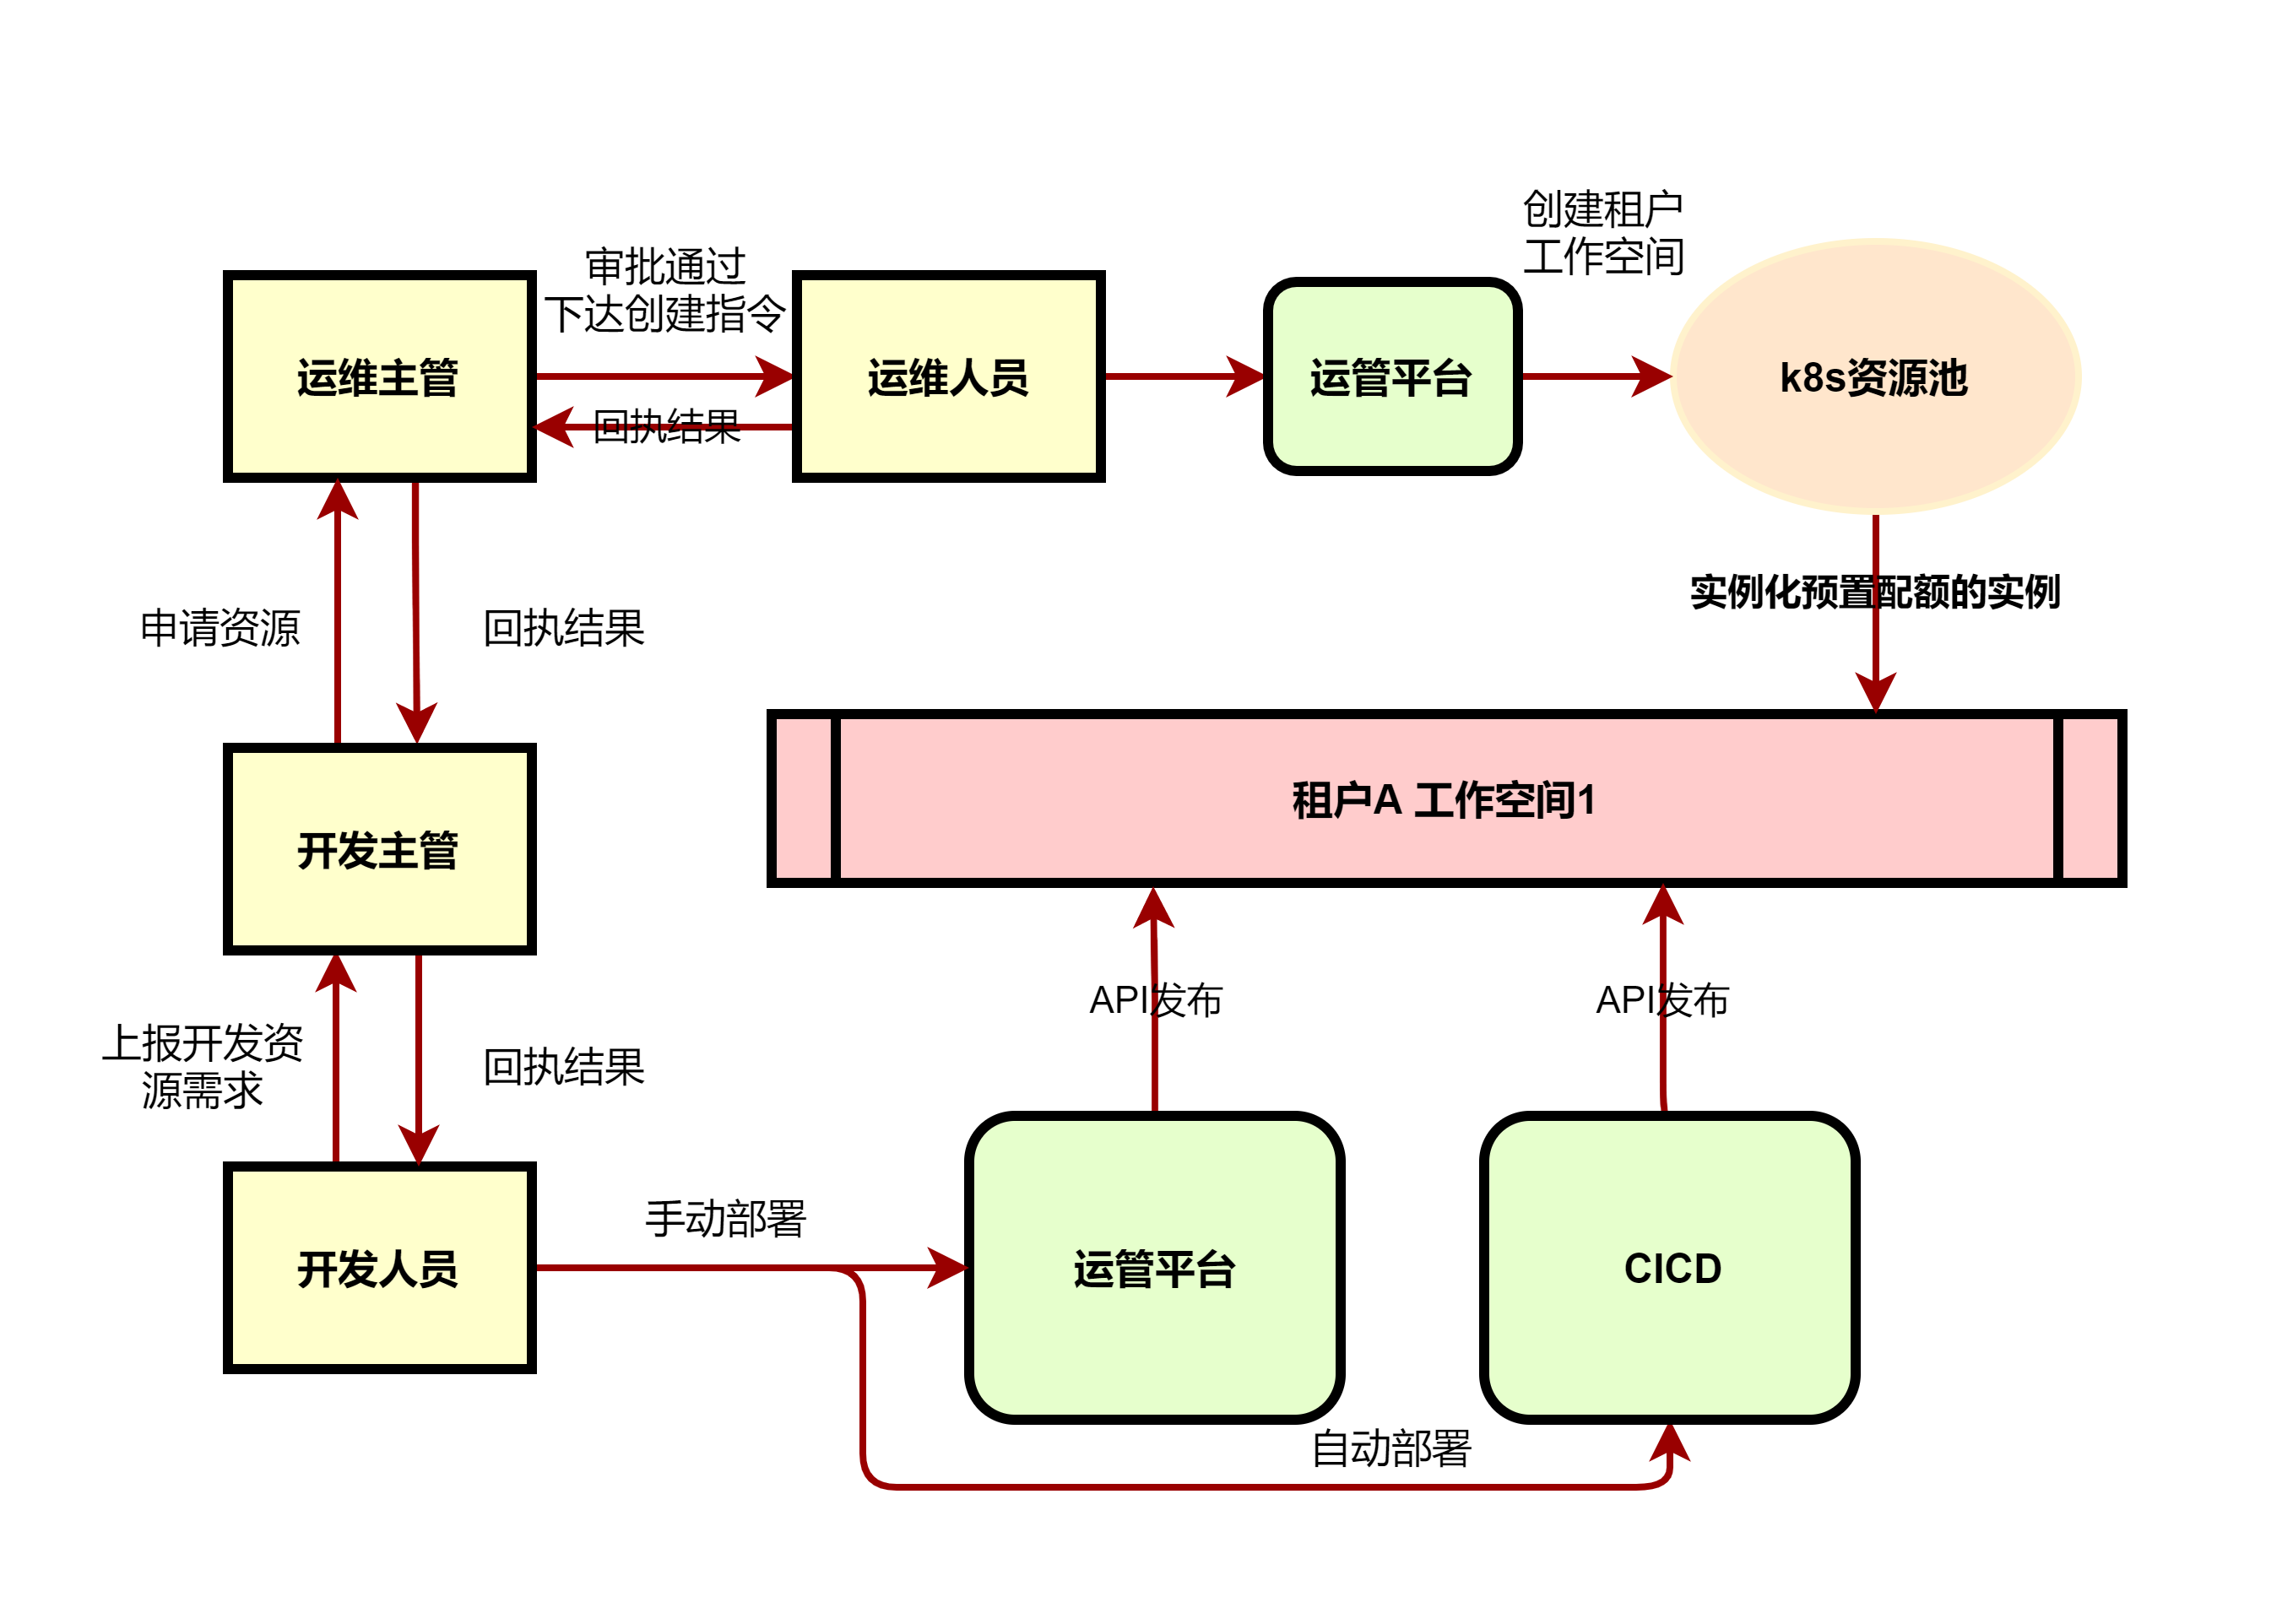 创建租户
工作空间
审批通过
下达创建指令
运维主管
运维人员
运管平台
k8s资源池
回执结果
实例化预置配额的实例
申请资源
回执结果
租户A 工作空间1
开发主管
API发布
API发布
上报开发资
源需求
回执结果
手动部署
开发人员
运管平台
CICD
自动部署